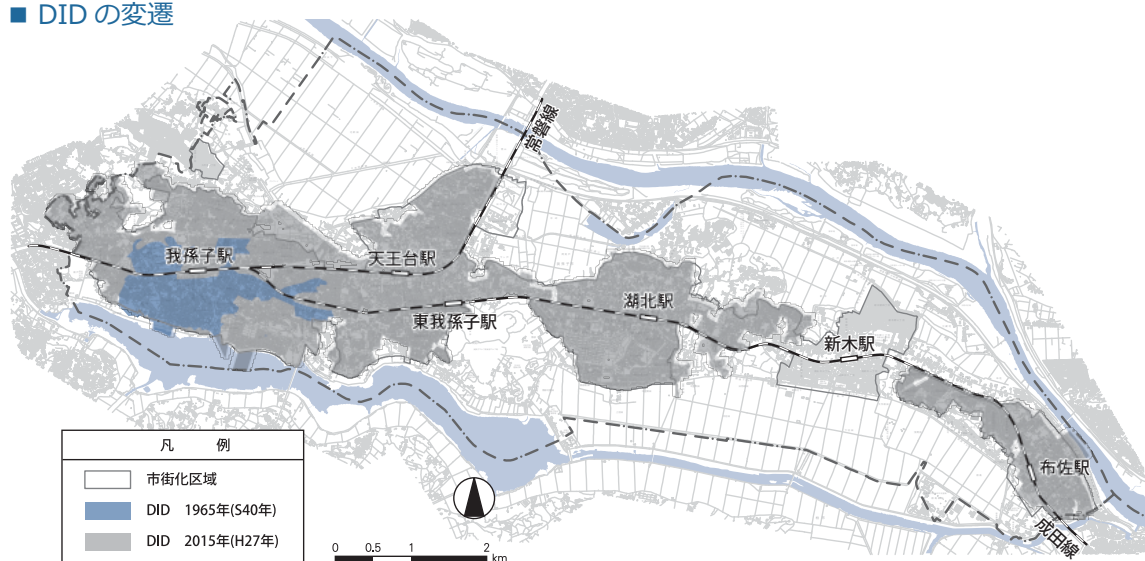 ■ DID の変遷
常磐線
我孫子駅
天王台駅
東我孫子駅
湖北駅
新木駅
布佐駅
成田線
凡 例
市街化区域
DID 1965年(S40年)
DID 2015年(H27年)
0 0.5 1 2
km